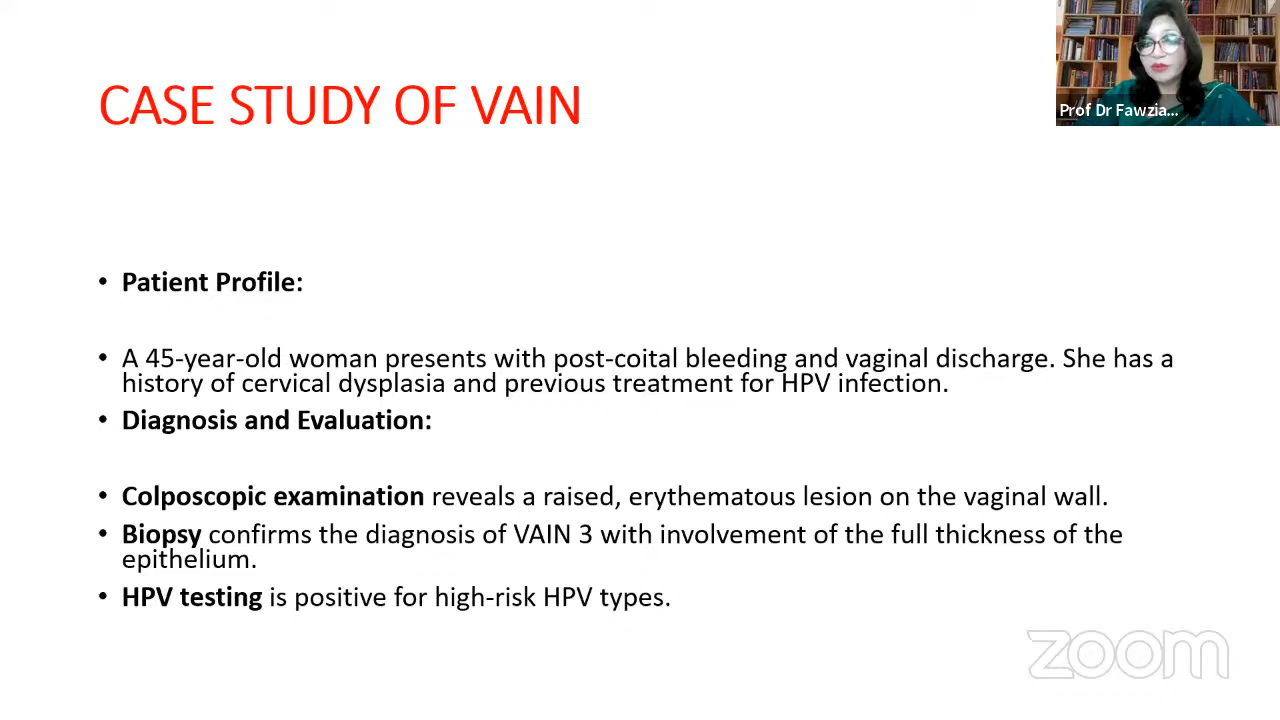 CASE STUDY OF VAIN
Prof Dr Fawzia...
• Patient Profile:
• A 45-year-old woman presents with post-coital bleeding and vaginal discharge. She has a
history of cervical dysplasia and previous treatment for HPV infection.
• Diagnosis and Evaluation:
• Colposcopic examination reveals a raised, erythematous lesion on the vaginal wall.
• Biopsy confirms the diagnosis of VAIN 3 with involvement of the full thickness of the
epithelium.
• HPV testing is positive for high-risk HPV types.
zoom